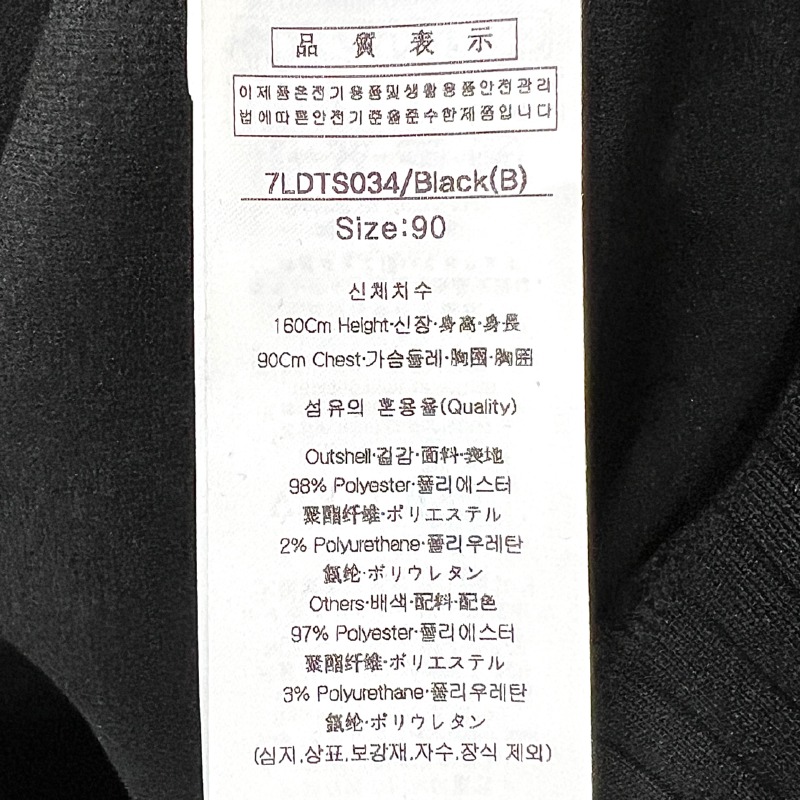 品質表示
이제품은전기용품및생활용품안전관리
법에따른안전기준을준수한제품입니다
7LDTS034/Black(B)
Size:90
신체치수
160Cm Height·신장·身高·身長
90Cm Chest·가슴둘레·胸围·胸囲
섬유의 혼용율(Quality)
Outshell·겉감·面料·表地
98% Polyester·폴리에스터
聚酯纤维·ポリエステル
2% Polyurethane·폴리우레탄
氨纶·ポリウレタン
Others·배색·配料·配色
97% Polyester·폴리에스터
聚酯纤维·ポリエステル
3% Polyurethane·폴리우레탄
氨纶·ポリウレタン
(심지,상표,보강재,자수,장식 제외)